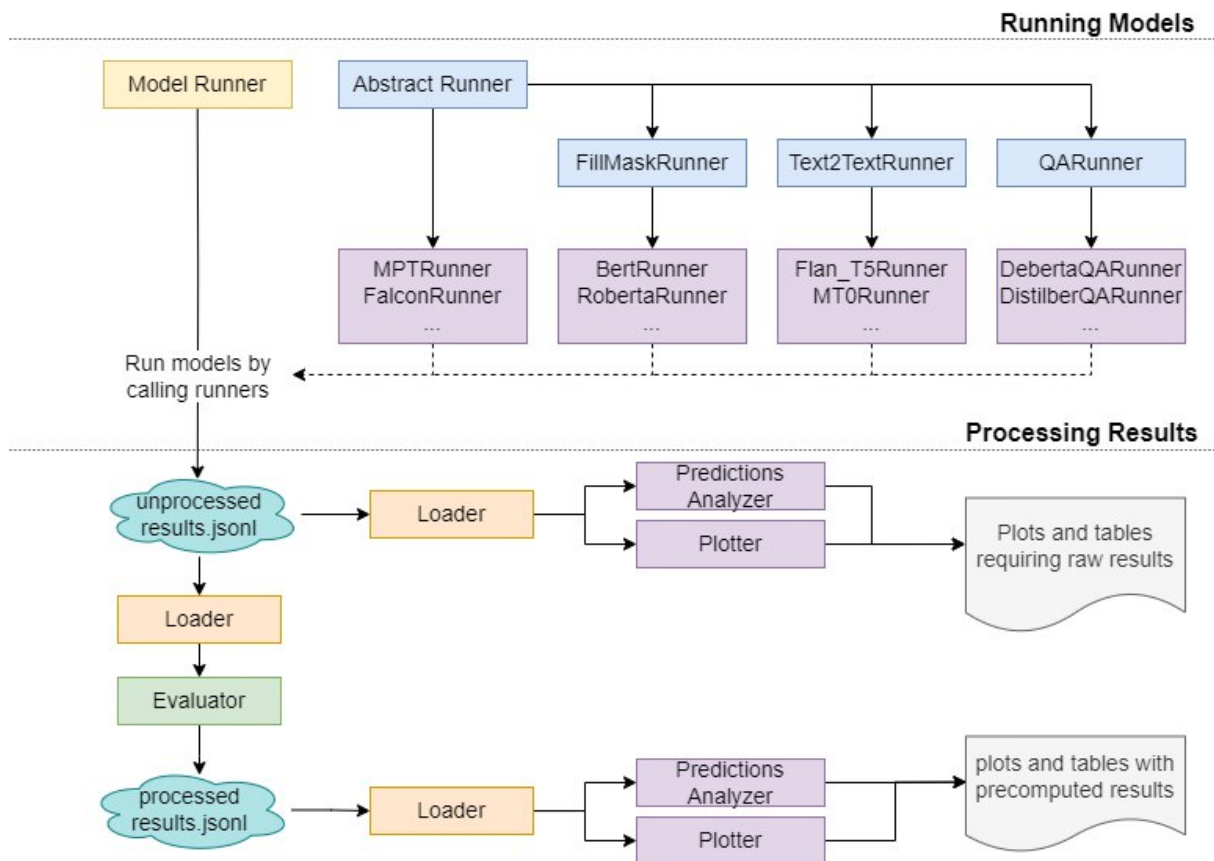 Running Models
Model Runner
Abstract Runner
FillMaskRunner
Text2TextRunner
QARunner
MPTRunner
FalconRunner
...
BertRunner
RobertaRunner
...
Flan_T5Runner
MT0Runner
...
DebertaQARunner
DistilberQARunner
...
Run models by
calling runners
Processing Results
unprocessed
results.jsonl
Loader
Predictions
Analyzer
Plotter
Plots and tables
requiring raw results
Loader
Evaluator
processed
results.jsonl
Loader
Predictions
Analyzer
Plotter
plots and tables with
precomputed results